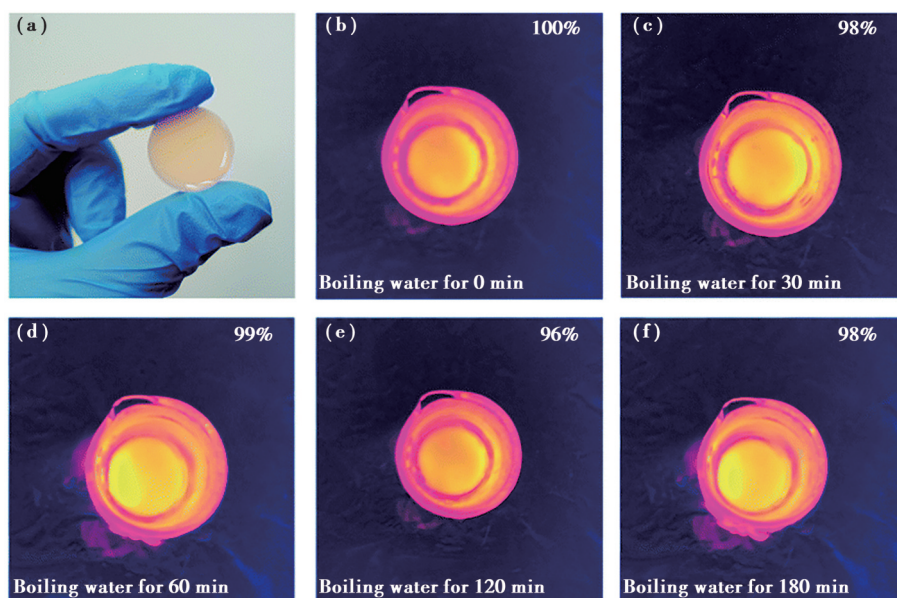 (a)
(b)
100%
Boiling water for 0 min
(c)
98%
Boiling water for 30 min
(d)
99%
Boiling water for 60 min
(e)
96%
Boiling water for 120 min
(f)
98%
Boiling water for 180 min